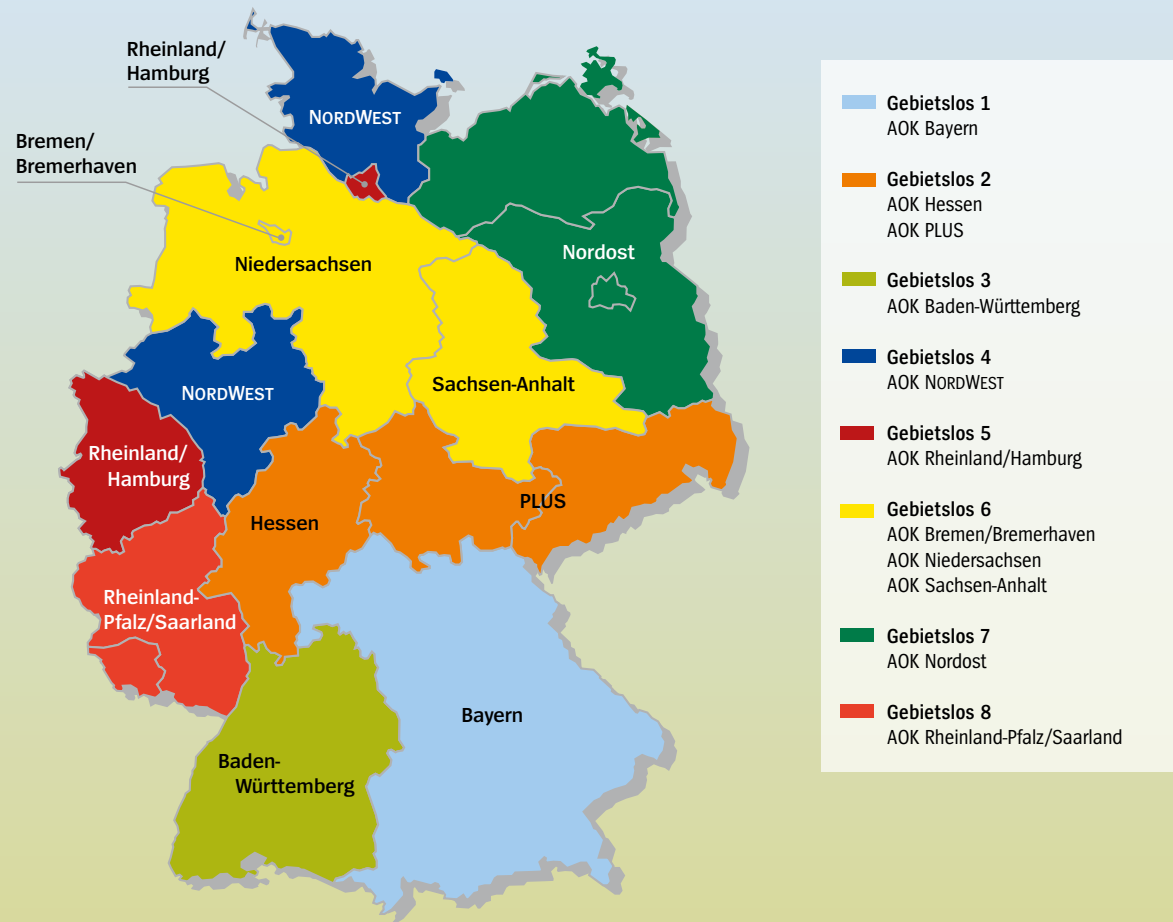 Rheinland/
Hamburg
NORDWEST
Bremen/
Bremerhaven
Niedersachsen
Nordost
NORDWEST
Sachsen-Anhalt
Rheinland/
Hamburg
Hessen
PLUS
Rheinland-
Pfalz/Saarland
Bayern
Baden-
Württemberg
Gebietslos 1
AOK Bayern
Gebietslos 2
AOK Hessen
AOK PLUS
Gebietslos 3
AOK Baden-Württemberg
Gebietslos 4
AOK NORDWEST
Gebietslos 5
AOK Rheinland/Hamburg
Gebietslos 6
AOK Bremen/Bremerhaven
AOK Niedersachsen
AOK Sachsen-Anhalt
Gebietslos 7
AOK Nordost
Gebietslos 8
AOK Rheinland-Pfalz/Saarland